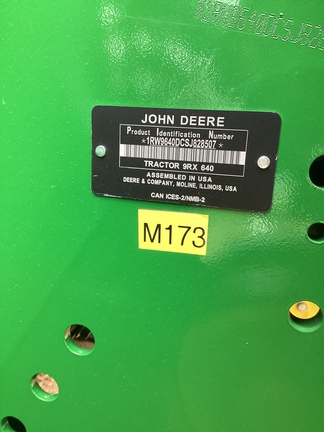 JOHN DEERE
Product Identification Number
*1RW9640DCSJ828507*
TRACTOR 9RX 640
ASSEMBLED IN USA
DEERE & COMPANY, MOLINE, ILLINOIS, USA
CAN ICES-2/NMB-2
M173